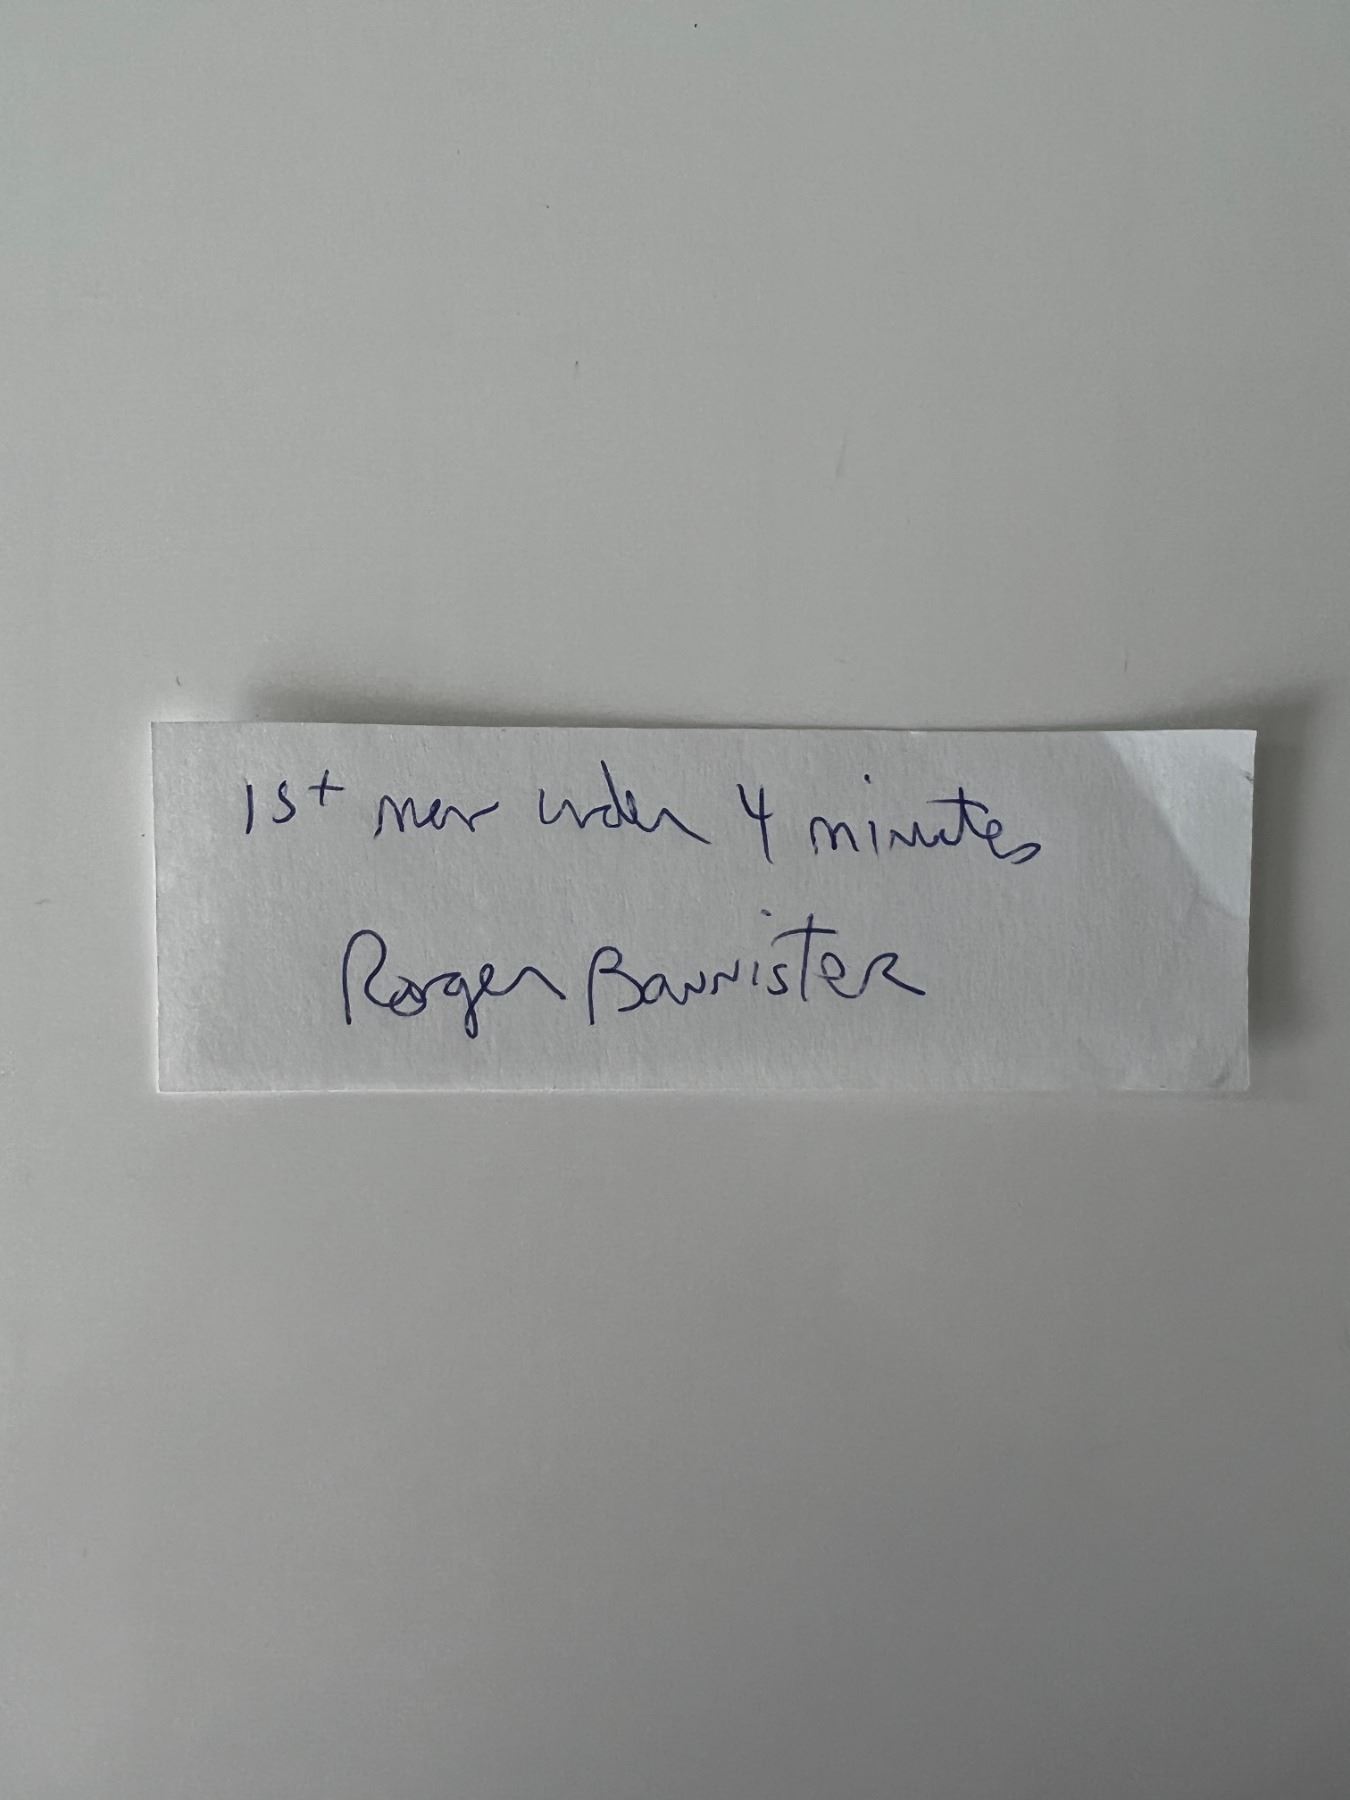 1st man under 4 minutes
Roger Bannister